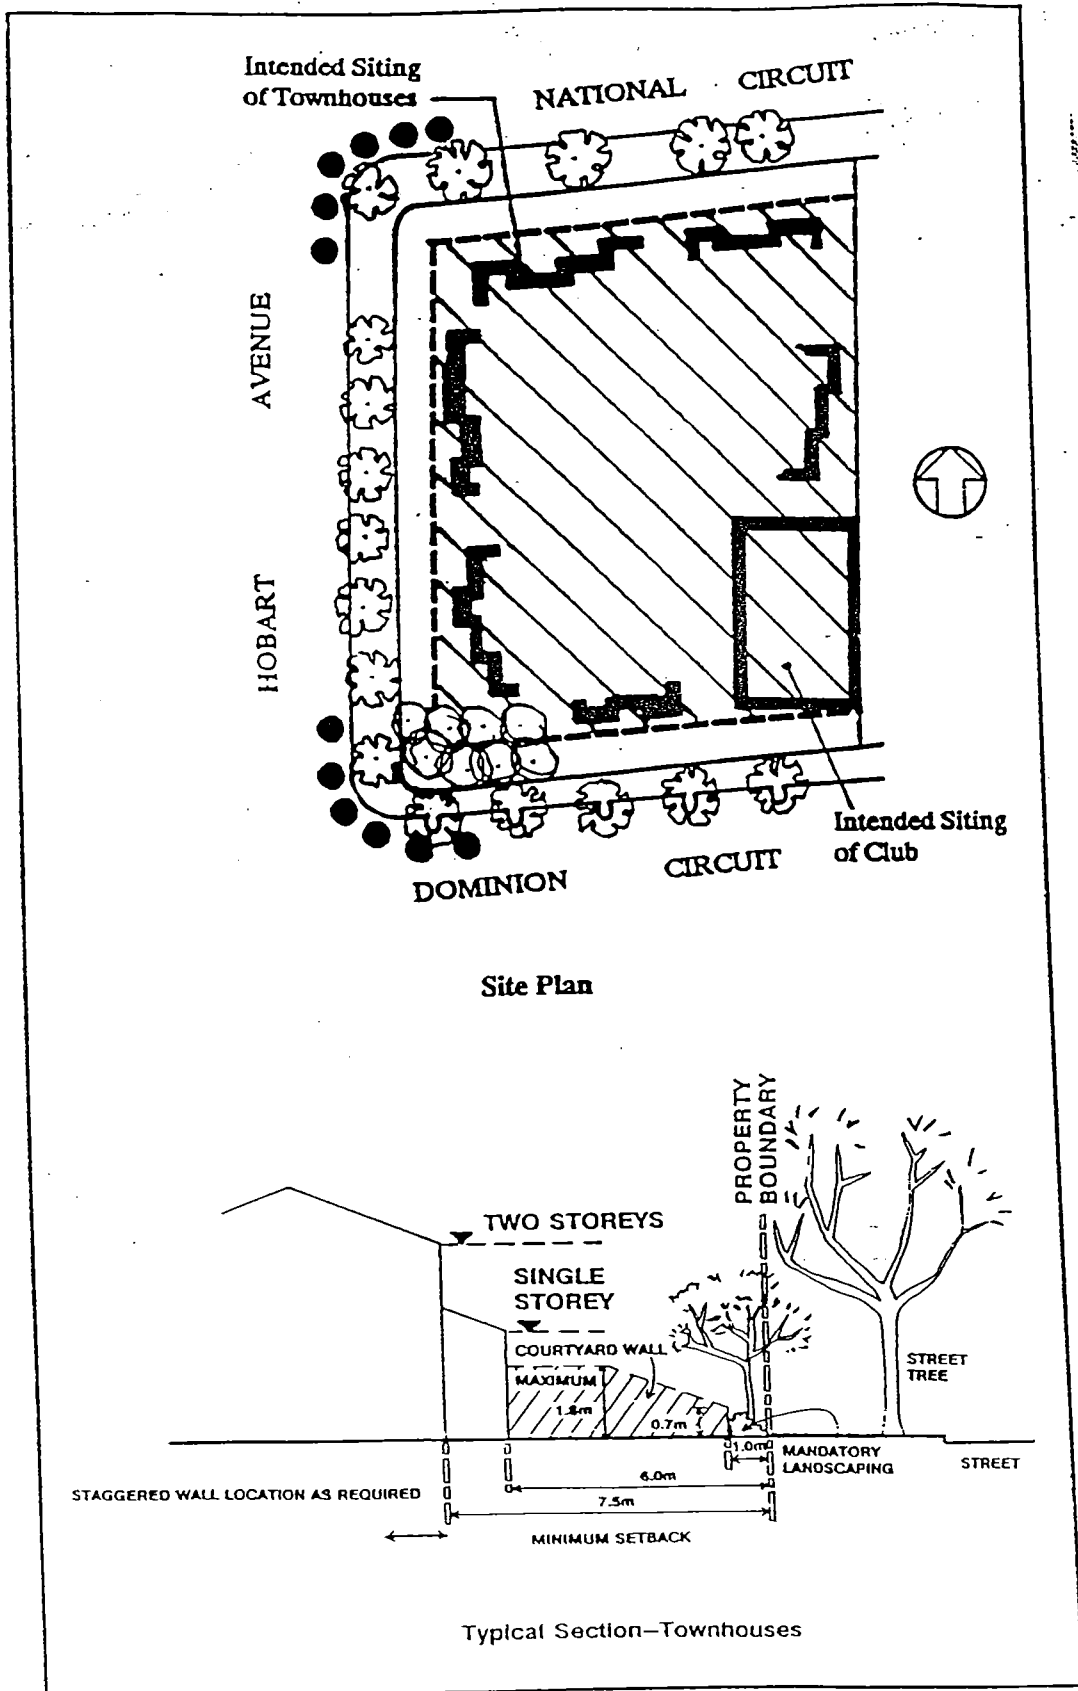 Intended Siting
of Townhouses
NATIONAL CIRCUIT
AVENUE
HOBART
Intended Siting
of Club
DOMINION CIRCUIT
Site Plan
PROPERTY
BOUNDARY
TWO STOREYS
SINGLE
STOREY
COURTYARD WALL
MAXIMUM
1.8m
0.7m
STREET
TREE
1.0m
MANDATORY
LANDSCAPING
STREET
6.0m
STAGGERED WALL LOCATION AS REQUIRED
7.5m
MINIMUM SETBACK
Typical Section-Townhouses